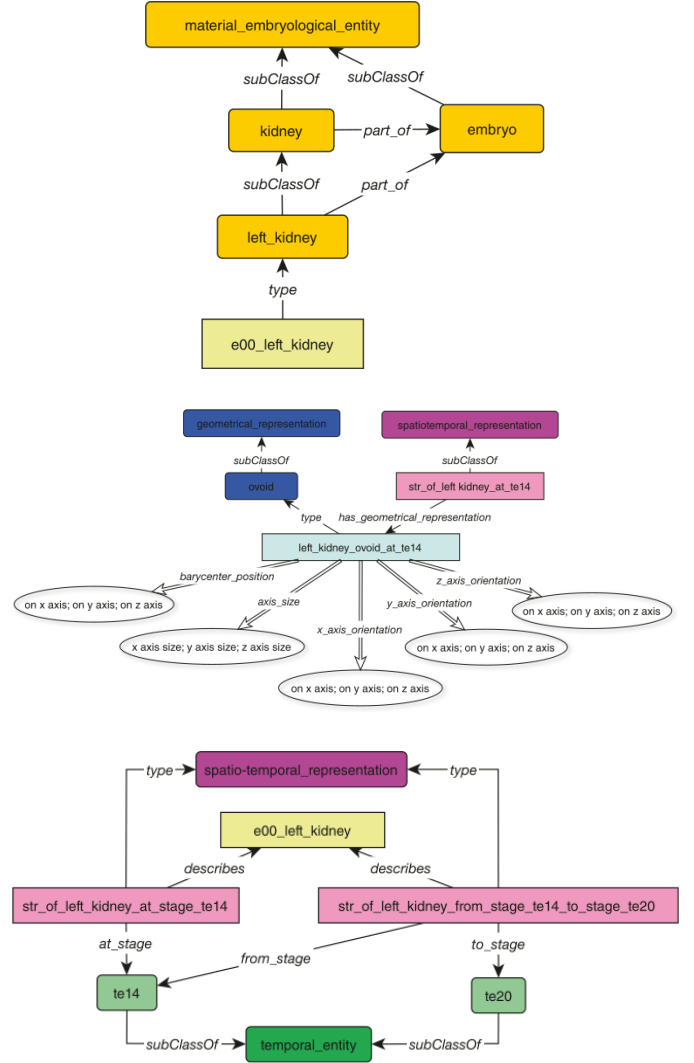 material_embryological_entity
subClassOf
subClassOf
kidney
part_of
embryo
subClassOf
part_of
left_kidney
type
e00_left_kidney
geometrical_representation
spatiotemporal_representation
subClassOf
subClassOf
ovoid
str_of_left kidney_at_te14
type
has_geometrical_representation
left_kidney_ovoid_at_te14
barycenter_position
z_axis_orientation
axis_size
y_axis_orientation
on x axis; on y axis; on z axis
on x axis; on y axis; on z axis
x_axis_orientation
x axis size; y axis size; z axis size
on x axis; on y axis; on z axis
on x axis; on y axis; on z axis
type
spatio-temporal_representation
type
e00_left_kidney
describes
describes
str_of_left_kidney_at_stage_te14
str_of_left_kidney_from_stage_te14_to_stage_te20
at_stage
from_stage
to_stage
te14
te20
subClassOf
temporal_entity
subClassOf